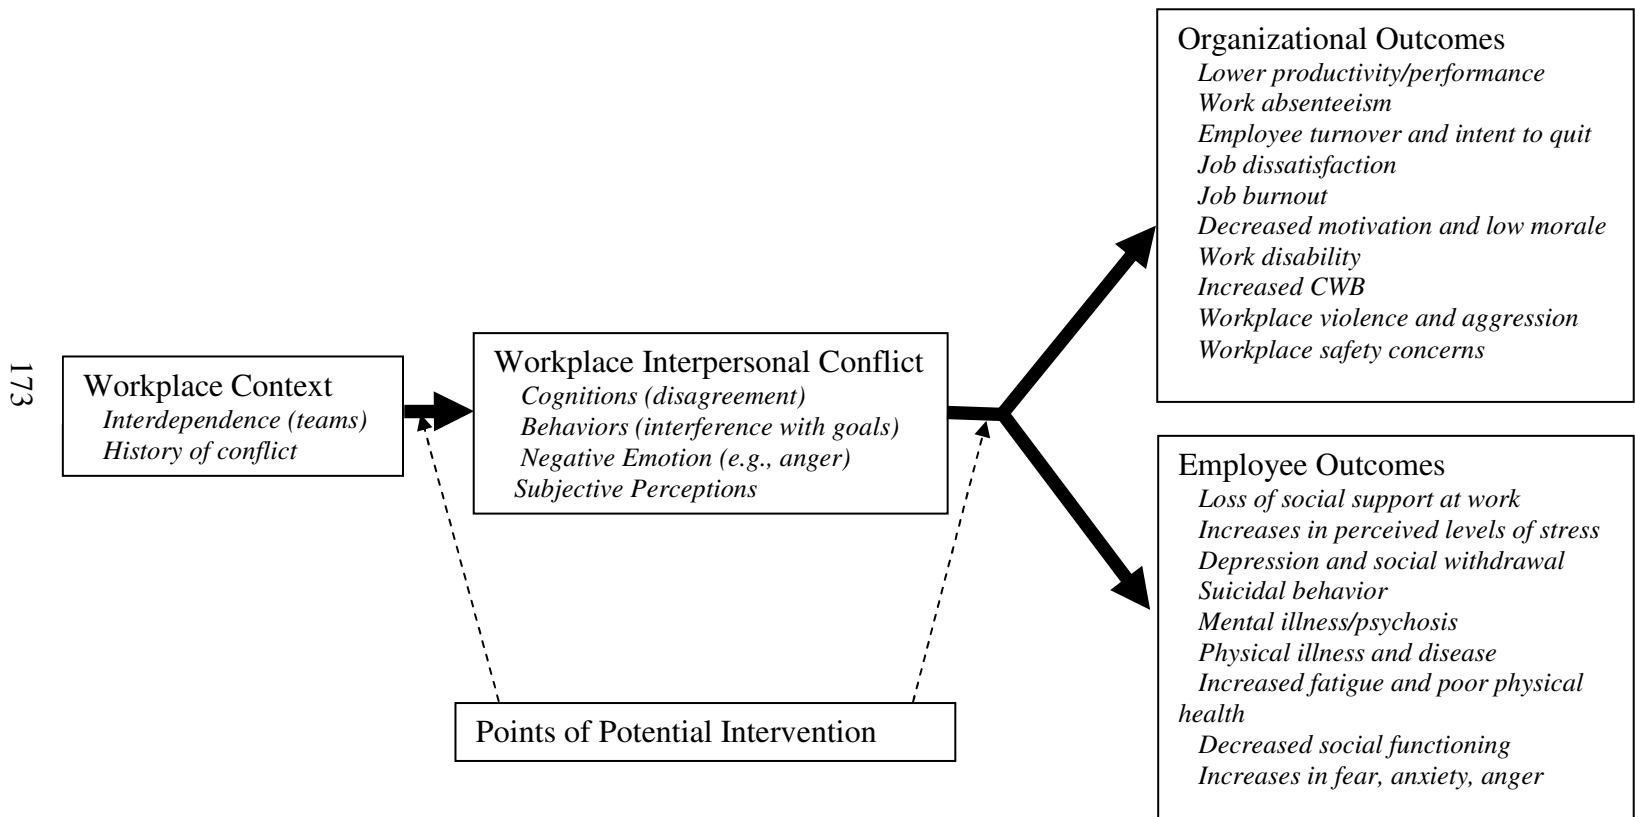 173
Workplace Context
Interdependence (teams)
History of conflict
Workplace Interpersonal Conflict
Cognitions (disagreement)
Behaviors (interference with goals)
Negative Emotion (e.g., anger)
Subjective Perceptions
Points of Potential Intervention
Organizational Outcomes
Lower productivity/performance
Work absenteeism
Employee turnover and intent to quit
Job dissatisfaction
Job burnout
Decreased motivation and low morale
Work disability
Increased CWB
Workplace violence and aggression
Workplace safety concerns
Employee Outcomes
Loss of social support at work
Increases in perceived levels of stress
Depression and social withdrawal
Suicidal behavior
Mental illness/psychosis
Physical illness and disease
Increased fatigue and poor physical
health
Decreased social functioning
Increases in fear, anxiety, anger